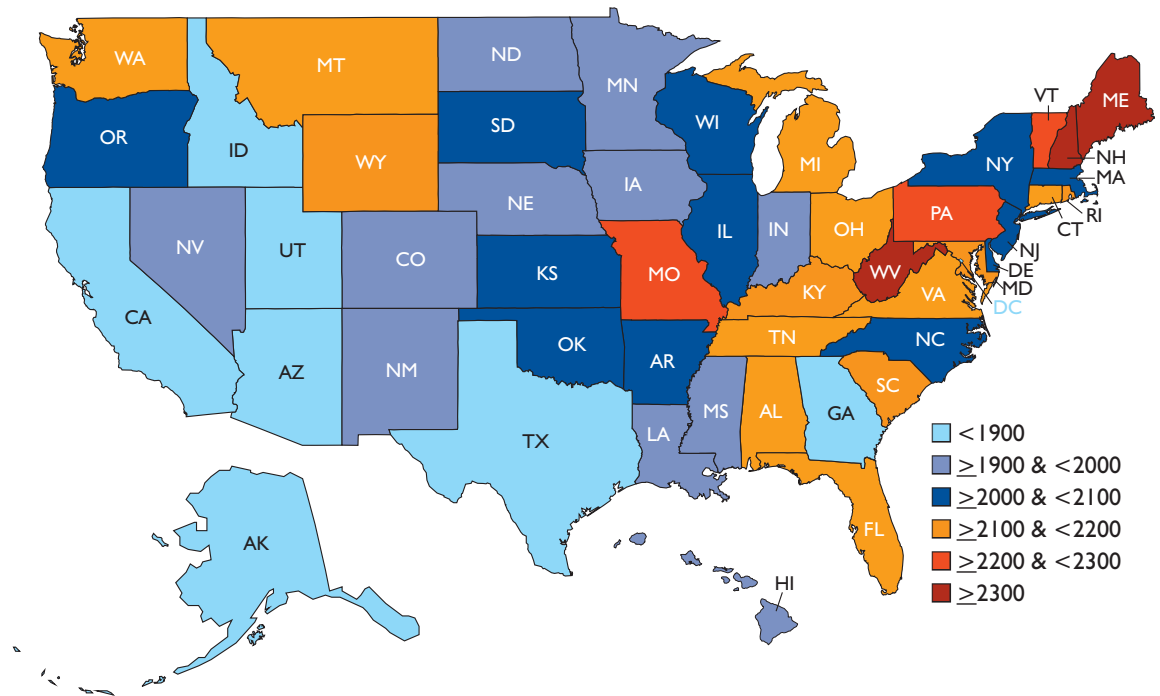 WA
MT
ND
MN
VT
ME
OR
ID
WY
SD
WI
MI
NY
NH
MA
RI
CT
NV
UT
CO
NE
IA
IL
IN
OH
PA
NJ
DE
MD
DC
CA
AZ
NM
KS
MO
KY
WV
VA
OK
AR
TN
NC
SC
TX
LA
MS
AL
GA
FL
AK
HI
<1900
≥1900 & <2000
≥2000 & <2100
≥2100 & <2200
≥2200 & <2300
≥2300